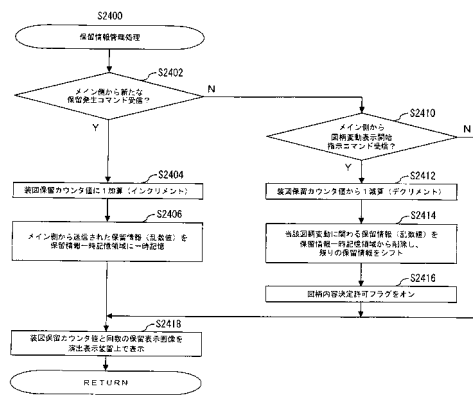 S2400
保留情報管理処理
S2402
メイン側から新たな
保留発生コマンド受信？
N
Y
S2410
メイン側から
図柄変動表示開始
指示コマンド受信？
N
Y
S2404
装図保留カウンタ値に1加算（インクリメント）
S2406
メイン側から送信された保留情報（乱数値）を
保留情報一時記憶領域に一時記憶
S2412
装図保留カウンタ値から1減算（デクリメント）
S2414
当該図柄変動に関わる保留情報（乱数値）を
保留情報一時記憶領域から削除し、
残りの保留情報をシフト
S2416
図柄内容決定許可フラグをオン
S2418
装図保留カウンタ値と同数の保留表示画像を
演出表示装置上で表示
RETURN